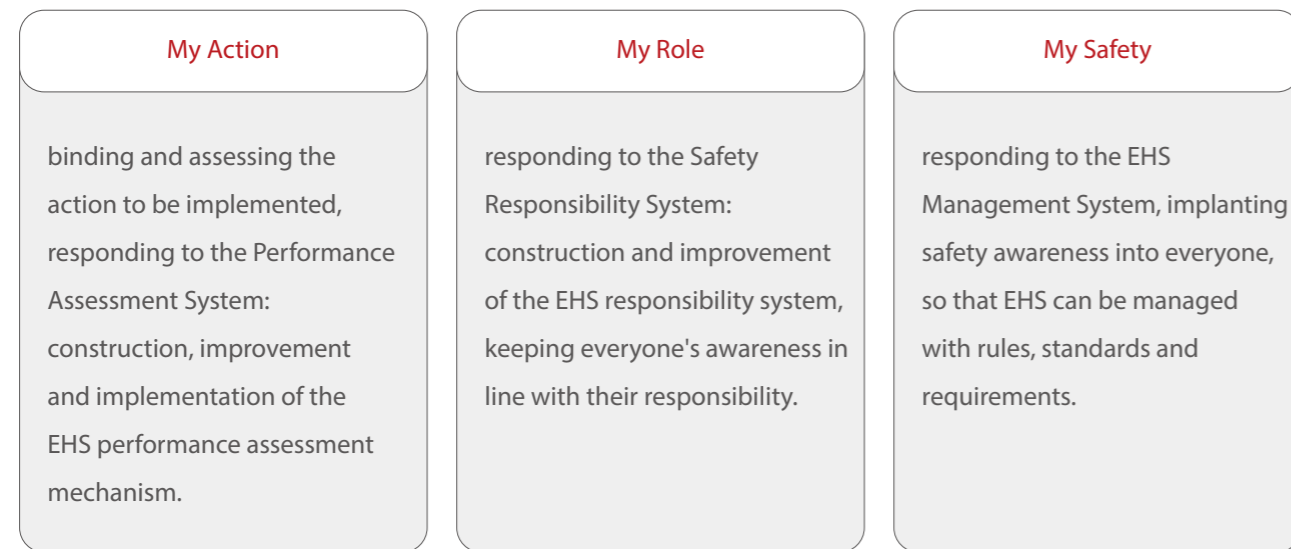 My Action
binding and assessing the
action to be implemented,
responding to the Performance
Assessment System:
construction, improvement
and implementation of the
EHS performance assessment
mechanism.
My Role
responding to the Safety
Responsibility System:
construction and improvement
of the EHS responsibility system,
keeping everyone's awareness in
line with their responsibility.
My Safety
responding to the EHS
Management System, implanting
safety awareness into everyone,
so that EHS can be managed
with rules, standards and
requirements.